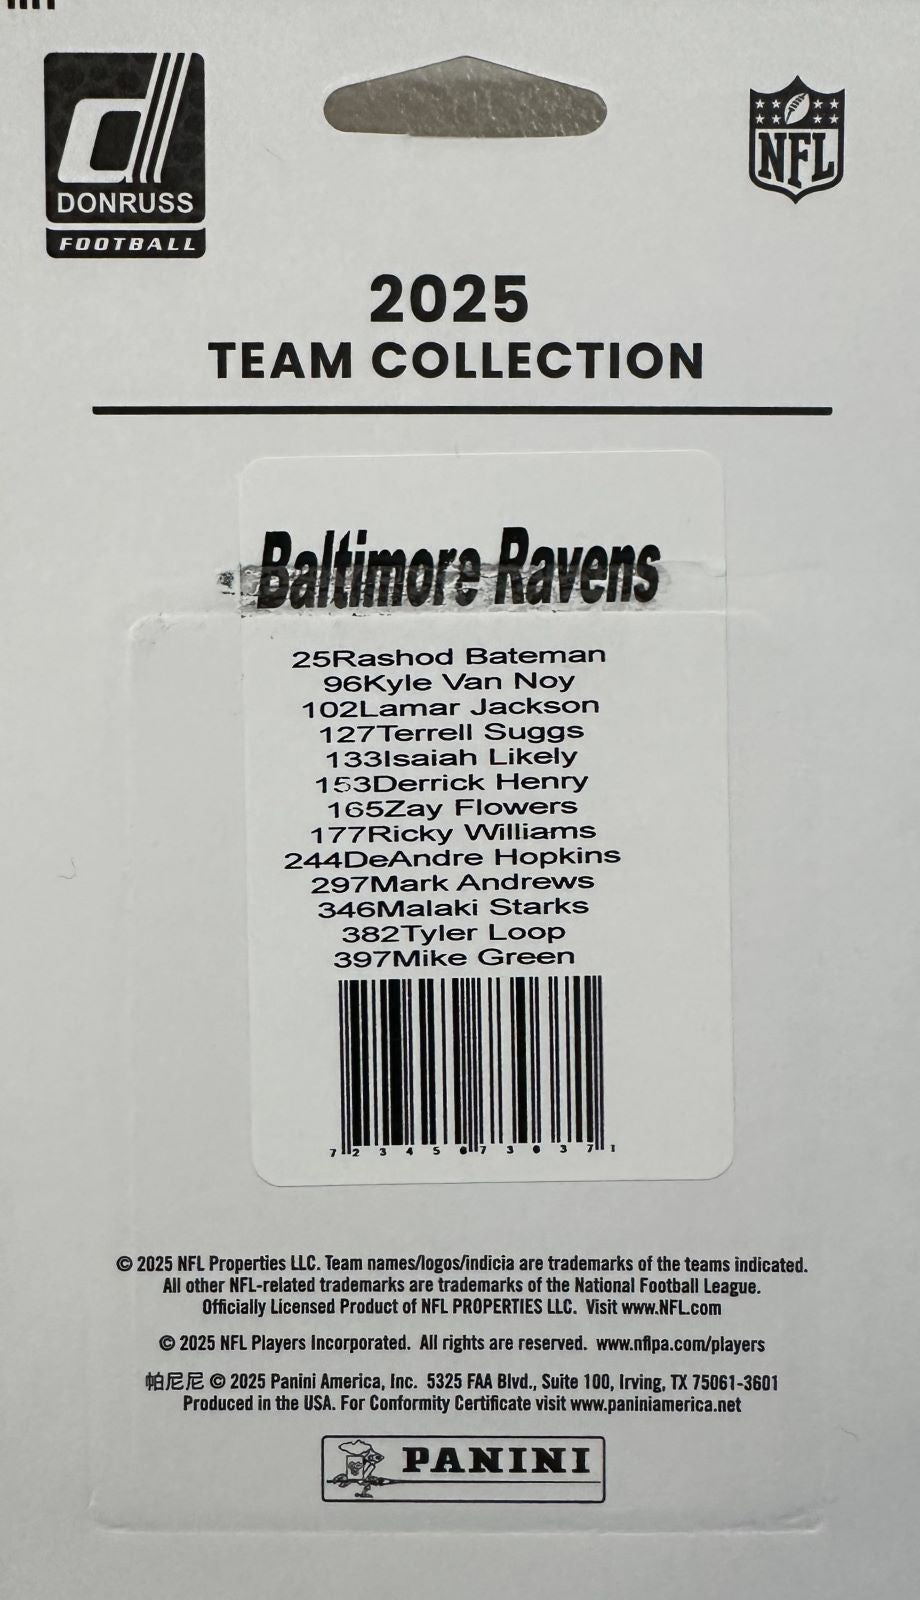 DONRUSS
FOOTBALL
NFL
2025
TEAM COLLECTION
Baltimore Ravens
25Rashod Bateman
96Kyle Van Noy
102Lamar Jackson
127Terrell Suggs
133Isaiah Likely
153Derrick Henry
165Zay Flowers
177Ricky Williams
244DeAndre Hopkins
297Mark Andrews
346Malaki Starks
382Tyler Loop
397Mike Green
© 2025 NFL Properties LLC. Team names/logos/indicia are trademarks of the teams indicated.
All other NFL-related trademarks are trademarks of the National Football League.
Officially Licensed Product of NFL PROPERTIES LLC. Visit www.NFL.com
© 2025 NFL Players Incorporated. All rights are reserved. www.nflpa.com/players
帕尼尼 © 2025 Panini America, Inc. 5325 FAA Blvd., Suite 100, Irving, TX 75061-3601
Produced in the USA. For Conformity Certificate visit www.paniniamerica.net
PANINI